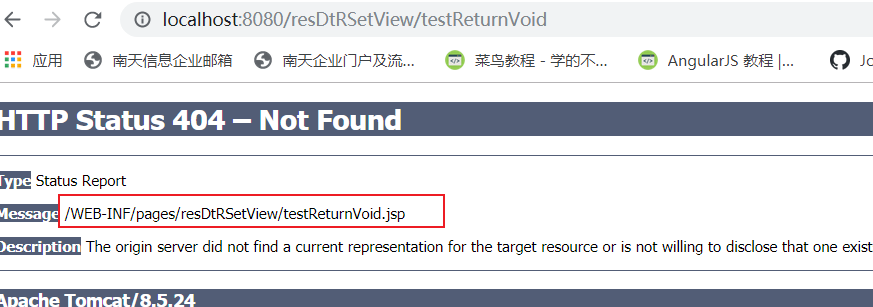 localhost:8080/resDtRSetView/testReturnVoid
应用 南天信息企业邮箱 南天企业门户及流... 菜鸟教程 - 学的不... AngularJS 教程 |... Jo
HTTP Status 404 – Not Found
Type Status Report
Message /WEB-INF/pages/resDtRSetView/testReturnVoid.jsp
Description The origin server did not find a current representation for the target resource or is not willing to disclose that one exist
Apache Tomcat/8.5.24